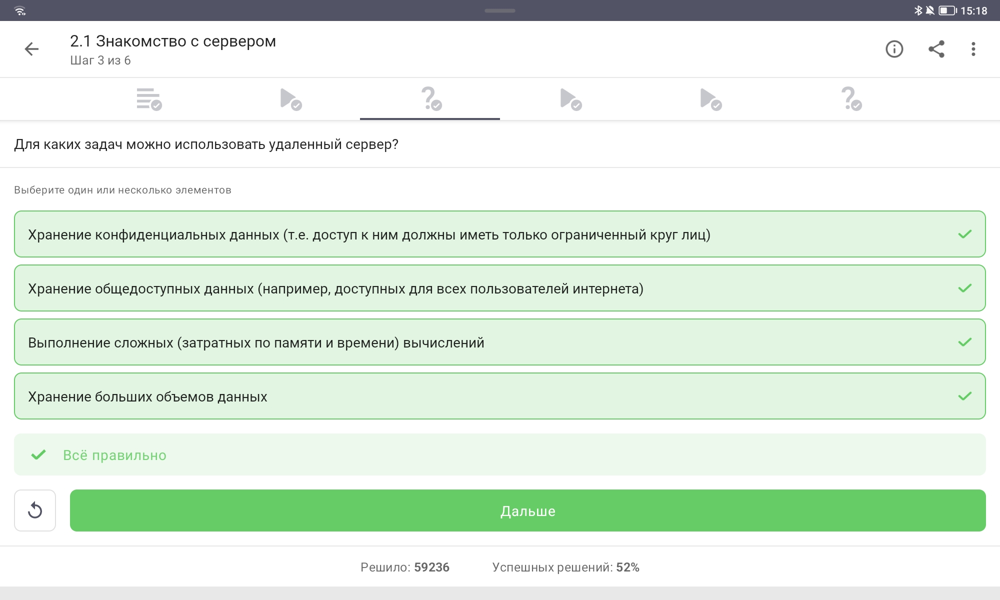 15:18
2.1 Знакомство с сервером
Шаг 3 из 6
Для каких задач можно использовать удаленный сервер?
Выберите один или несколько элементов
Хранение конфиденциальных данных (т.е. доступ к ним должны иметь только ограниченный круг лиц)
Хранение общедоступных данных (например, доступных для всех пользователей интернета)
Выполнение сложных (затратных по памяти и времени) вычислений
Хранение больших объемов данных
Всё правильно
Дальше
Решило: 59236 Успешных решений: 52%